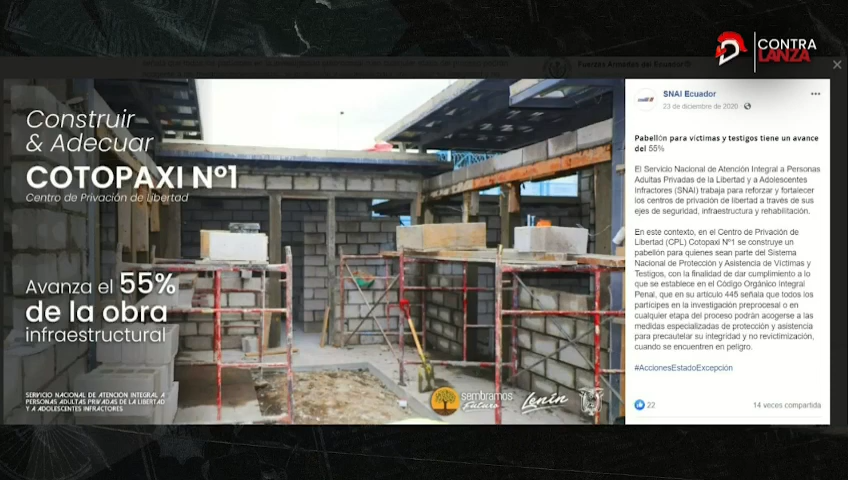 CONTRA
LANZA
Fuerzas Armadas del Ecuador
Construir
& Adecuar
COTOPAXI Nº1
Centro de Privación de Libertad
Avanza el 55%
de la obra
infraestructural
SERVICIO NACIONAL DE ATENCIÓN INTEGRAL A
PERSONAS ADULTAS PRIVADAS DE LA LIBERTAD
Y A ADOLESCENTES INFRACTORES
sembramos
Futuro
Lenín
SNAI Ecuador
23 de diciembre de 2020
Pabellón para víctimas y testigos tiene un avance
del 55%
El Servicio Nacional de Atención Integral a Personas
Adultas Privadas de la Libertad y a Adolescentes
Infractores (SNAI) trabaja para reforzar y fortalecer
los centros de privación de libertad a través de sus
ejes de seguridad, infraestructura y rehabilitación.
En este contexto, en el Centro de Privación de
Libertad (CPL) Cotopaxi Nº1 se construye un
pabellón para quienes sean parte del Sistema
Nacional de Protección y Asistencia de Víctimas y
Testigos, con la finalidad de dar cumplimiento a lo
que se establece en el Código Orgánico Integral
Penal, que en su artículo 445 señala que todos los
partícipes en la investigación preprocesal o en
cualquier etapa del proceso podrán acogerse a las
medidas especializadas de protección y asistencia
para precautelar su integridad y no revictimización,
cuando se encuentren en peligro.
#AccionesEstadoExcepción
22
14 veces compartida